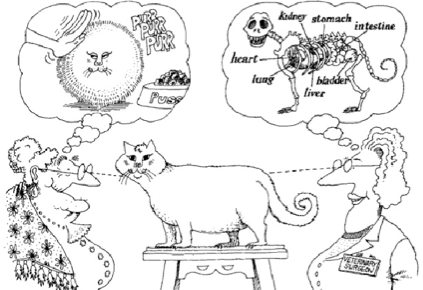 PURR
PURR
PURR
PUSS
kidney stomach intestine
heart
lung
bladder
liver
VETERINARY
SURGEON